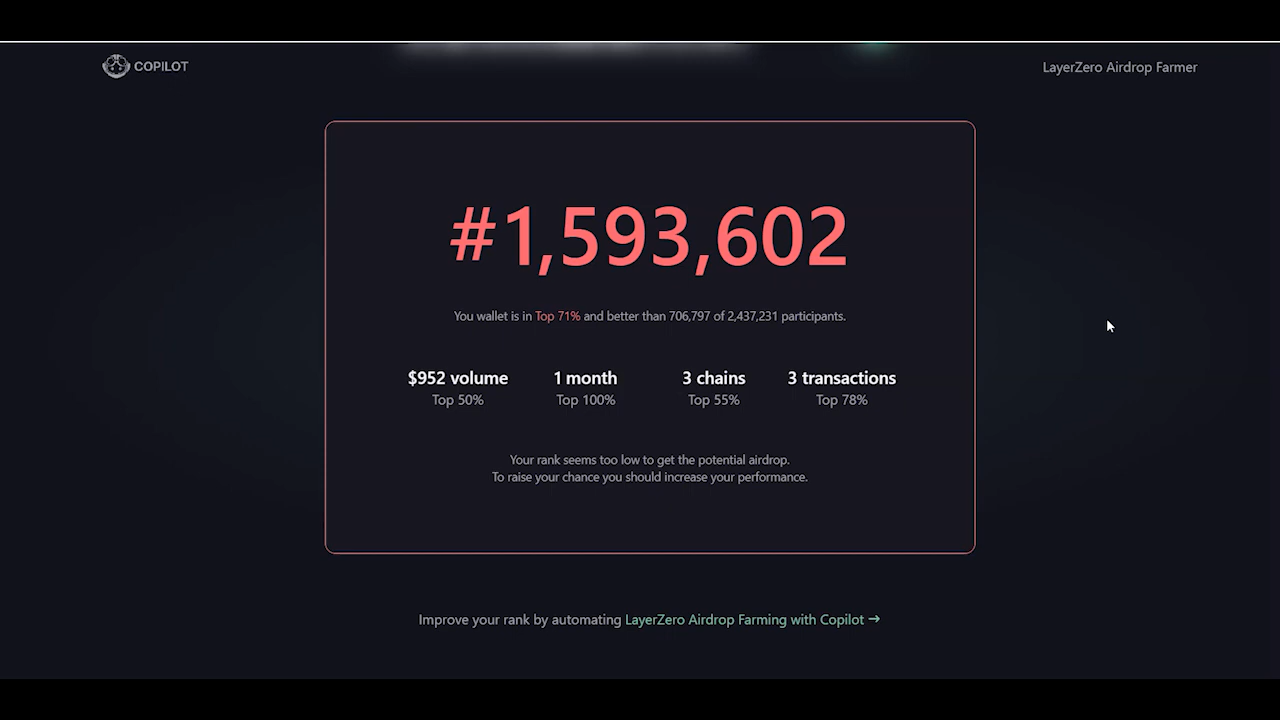 COPILOT
LayerZero Airdrop Farmer
#1,593,602
You wallet is in Top 71% and better than 706,797 of 2,437,231 participants.
$952 volume
Top 50%
1 month
Top 100%
3 chains
Top 55%
3 transactions
Top 78%
Your rank seems too low to get the potential airdrop.
To raise your chance you should increase your performance.
Improve your rank by automating LayerZero Airdrop Farming with Copilot →